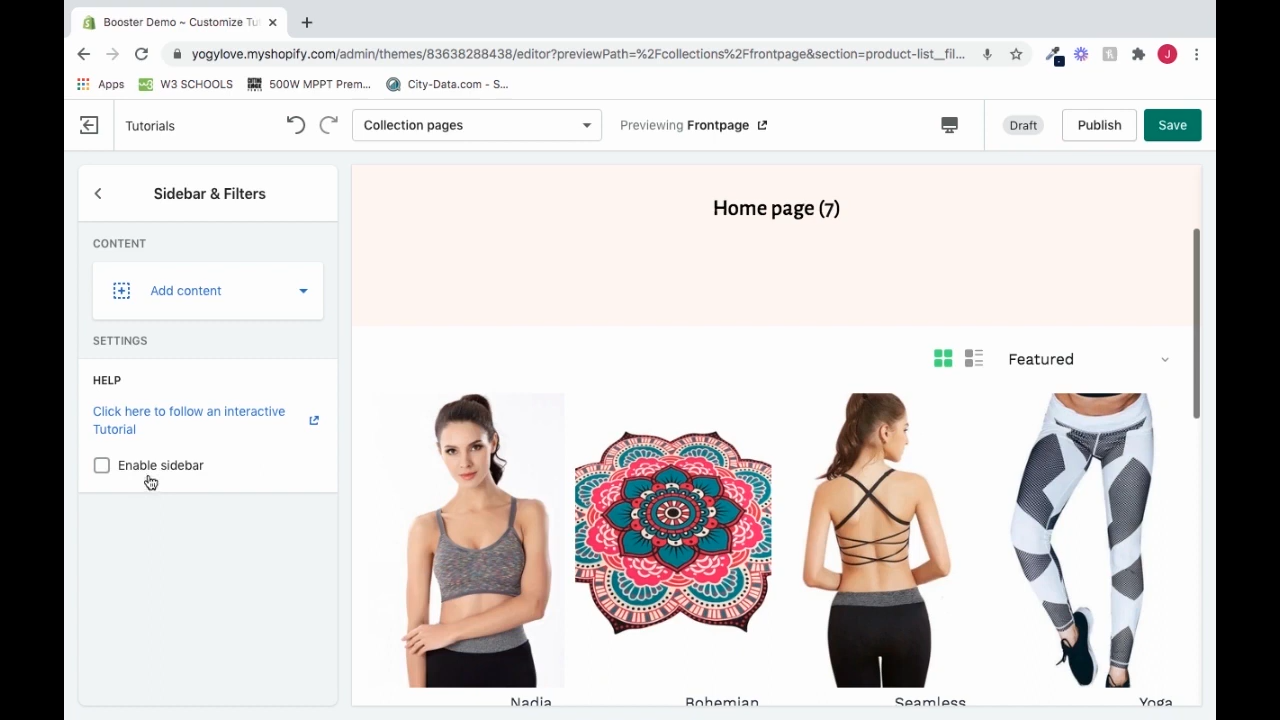 Booster Demo ~ Customize Tu
yogylove.myshopify.com/admin/themes/83638288438/editor?previewPath=%2Fcollections%2Ffrontpage&section=product-list__fil...
Apps W3 SCHOOLS 500W MPPT Prem... City-Data.com - S...
Tutorials Collection pages Previewing Frontpage Draft Publish Save
Sidebar & Filters
CONTENT
Add content
SETTINGS
HELP
Click here to follow an interactive
Tutorial
Enable sidebar
Home page (7)
Featured
Nadia Bohemian Seamless Yoga
J